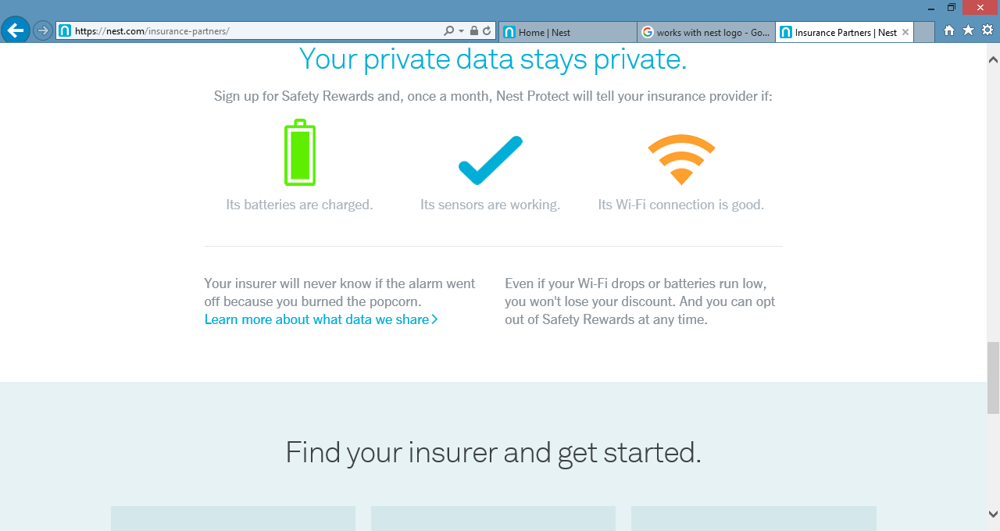 https://nest.com/insurance-partners/
Home | Nest
works with nest logo - Go...
Insurance Partners | Nest
Your private data stays private.
Sign up for Safety Rewards and, once a month, Nest Protect will tell your insurance provider if:
Its batteries are charged.
Its sensors are working.
Its Wi-Fi connection is good.
Your insurer will never know if the alarm went
off because you burned the popcorn.
Learn more about what data we share
Even if your Wi-Fi drops or batteries run low,
you won't lose your discount. And you can opt
out of Safety Rewards at any time.
Find your insurer and get started.